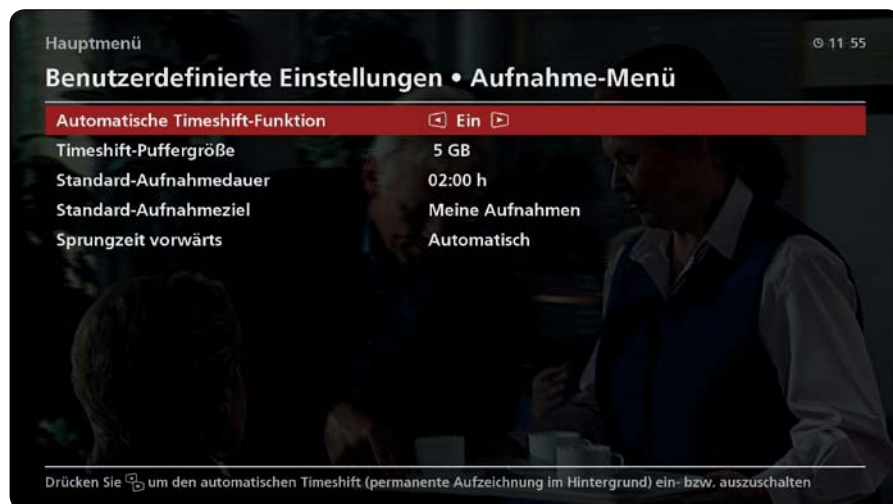 Hauptmenü
11 55
Benutzerdefinierte Einstellungen • Aufnahme-Menü
Automatische Timeshift-Funktion Ein
Timeshift-Puffergröße 5 GB
Standard-Aufnahmedauer 02:00 h
Standard-Aufnahmeziel Meine Aufnahmen
Sprungzeit vorwärts Automatisch
Drücken Sie um den automatischen Timeshift (permanente Aufzeichnung im Hintergrund) ein- bzw. auszuschalten